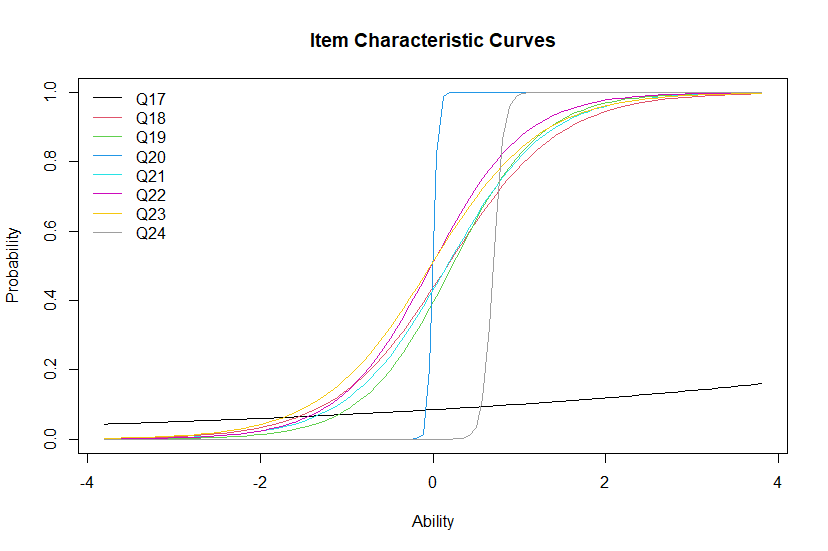 Item Characteristic Curves
Q17
Q18
Q19
Q20
Q21
Q22
Q23
Q24
Probability
1.0
0.8
0.6
0.4
0.2
0.0
-4
-2
0
2
4
Ability